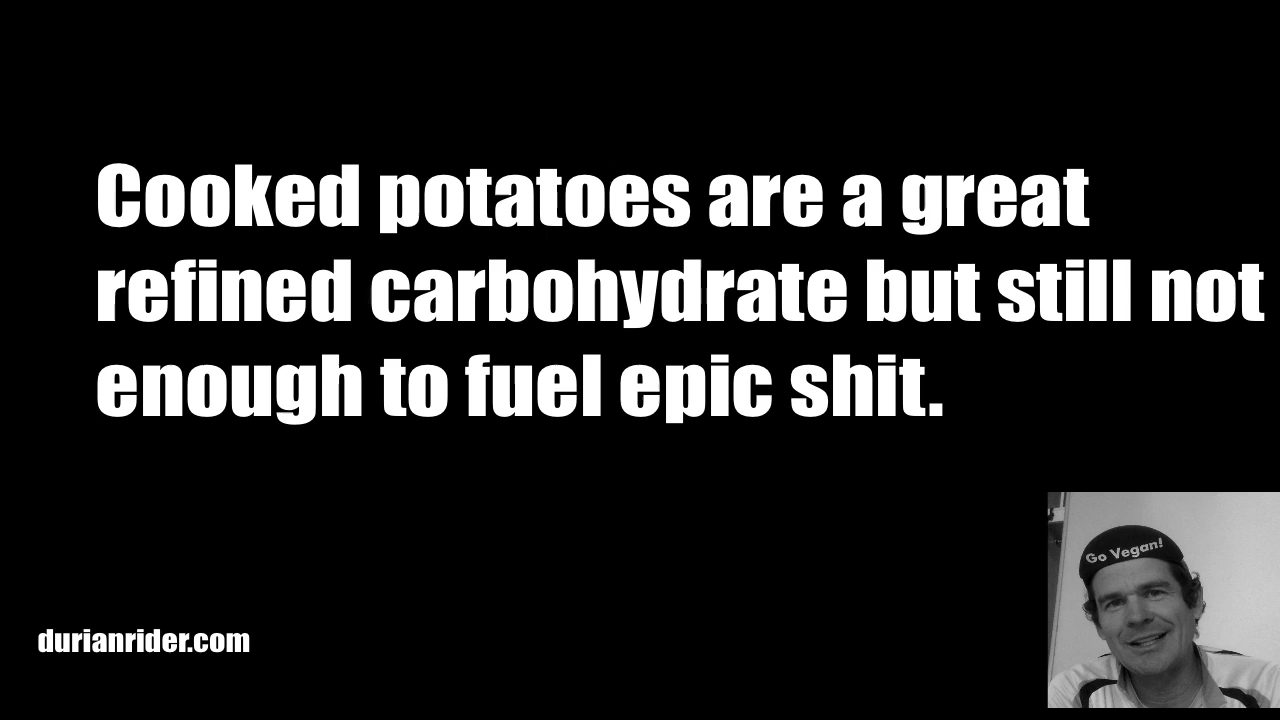 Cooked potatoes are a great
refined carbohydrate but still not
enough to fuel epic shit.
Go Vegan!
durianrider.com